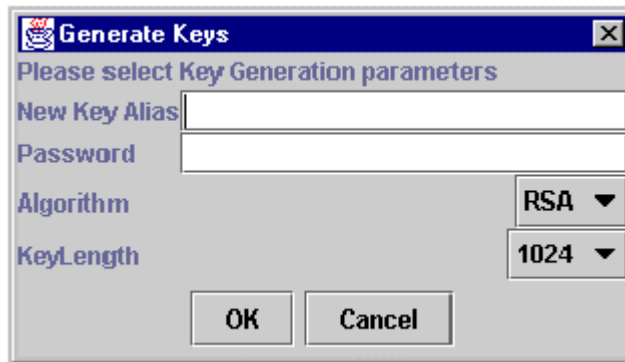 Generate Keys
Please select Key Generation parameters
New Key Alias
Password
Algorithm RSA
KeyLength 1024
OK Cancel